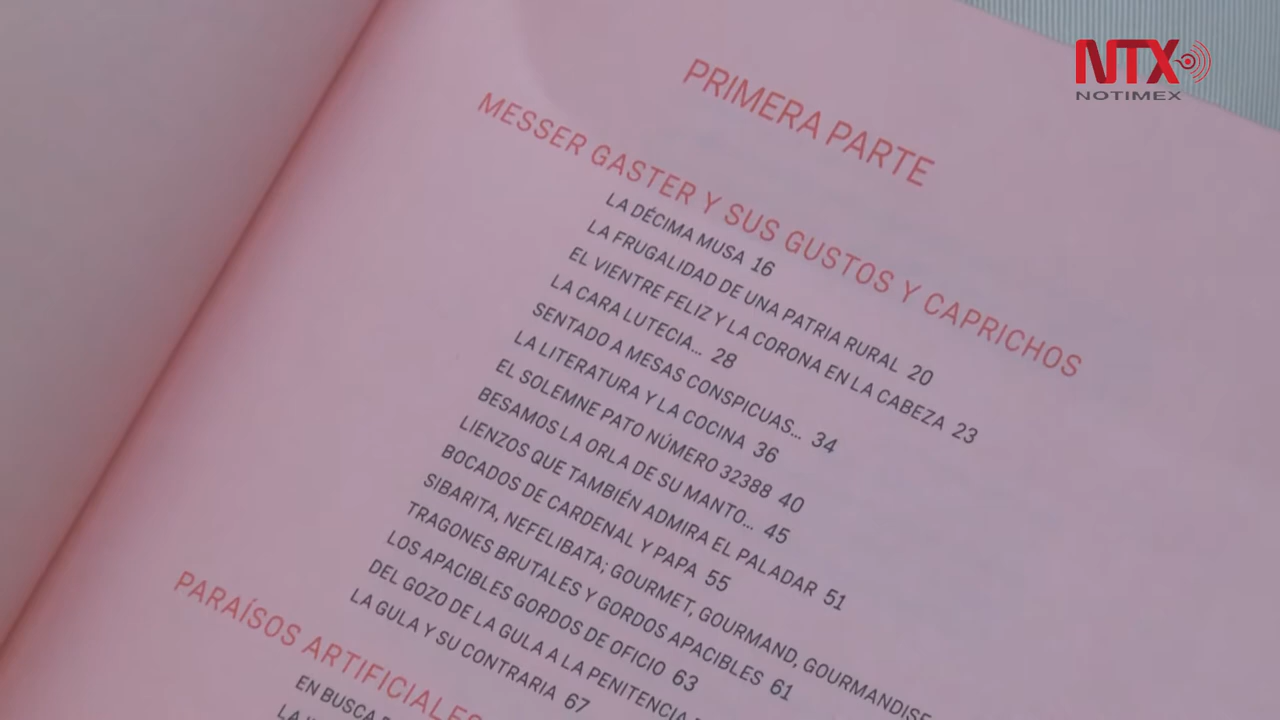 NTX
NOTIMEX
PRIMERA PARTE
MESSER GASTER Y SUS GUSTOS Y CAPRICHOS
LA DÉCIMA MUSA 16
LA FRUGALIDAD DE UNA PATRIA RURAL 20
EL VIENTRE FELIZ Y LA CORONA EN LA CABEZA 23
LA CARA LUTECIA... 28
SENTADO A MESAS CONSPICUAS... 34
LA LITERATURA Y LA COCINA 36
EL SOLEMNE PATO NÚMERO 32388 40
BESAMOS LA ORLA DE SU MANTO... 45
LIENZOS QUE TAMBIÉN ADMIRA EL PALADAR 51
BOCADOS DE CARDENAL Y PAPA 55
SIBARITA, NEFELIBATA; GOURMET, GOURMAND, GOURMANDISE
TRAGONES BRUTALES Y GORDOS APACIBLES 61
LOS APACIBLES GORDOS DE OFICIO 63
DEL GOZO DE LA GULA A LA PENITENCIA
LA GULA Y SU CONTRARIA 67
PARAÍSOS ARTIFICIALES
EN BUSCA
LA